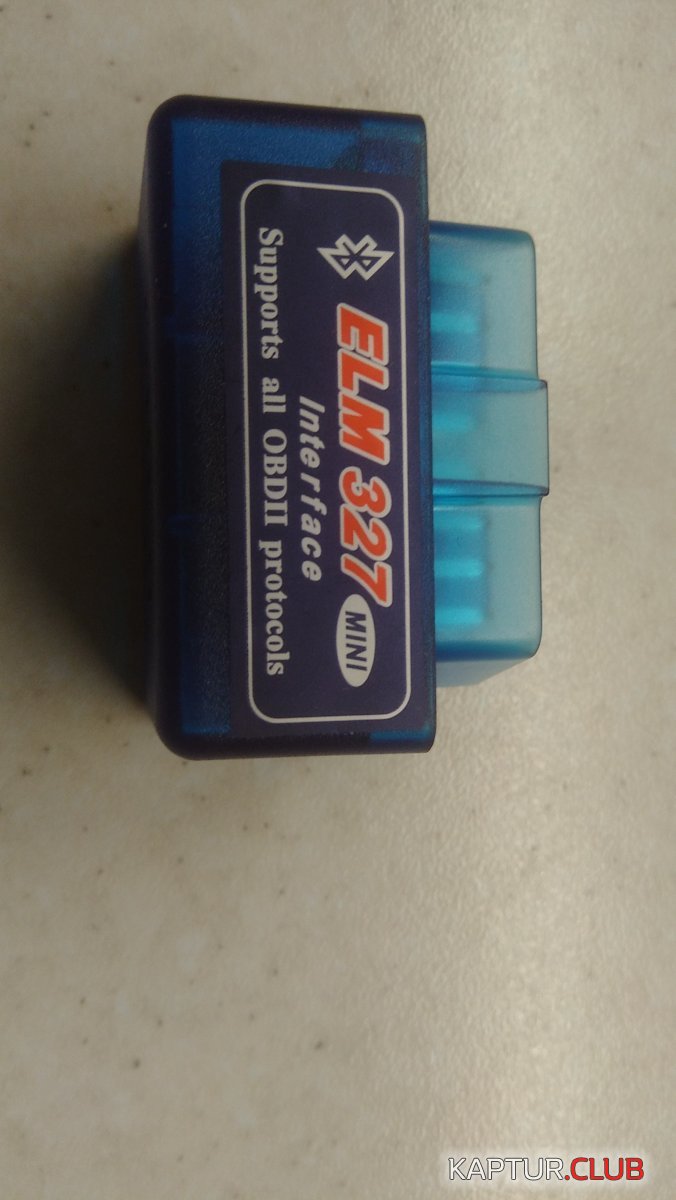 ELM 327 MINI
Interface
Supports all OBDII protocols
KAPTUR.CLUB